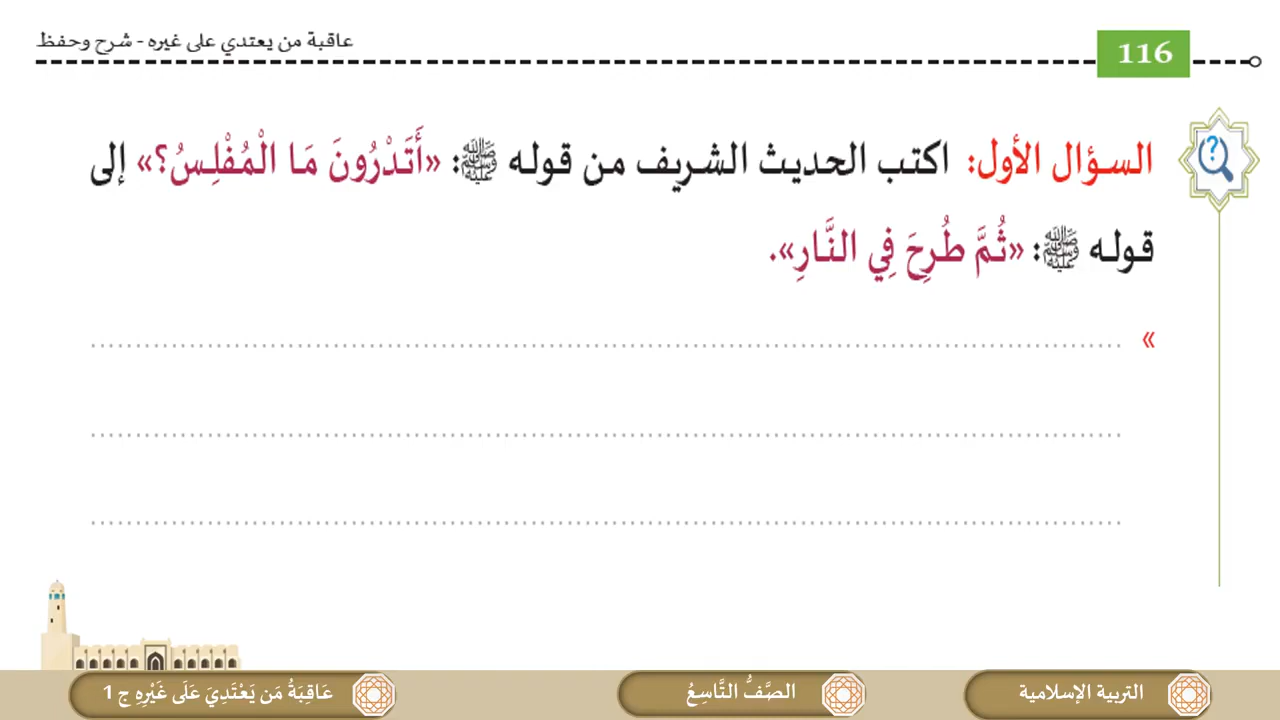 عاقبة من يعتدي على غيره - شرح وحفظ
116
السؤال الأول: اكتب الحديث الشريف من قوله ﷺ: «أَتَدْرُونَ مَا الْمُفْلِسُ؟» إلى
قوله ﷺ: «ثُمَّ طُرِحَ فِي النَّارِ».
»
التربية الإسلامية
الصَّفُّ التَّاسِعُ
عَاقِبَةُ مَن يَعْتَدِيَ عَلَى غَيْرِهِ ج 1